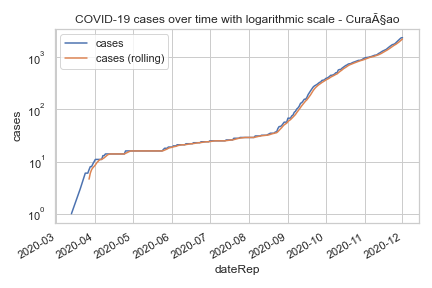 COVID-19 cases over time with logarithmic scale - CuraÃ§ao
cases
cases (rolling)
10³
10²
10¹
10⁰
cases
2020-03
2020-04
2020-05
2020-06
2020-07
2020-08
2020-09
2020-10
2020-11
2020-12
dateRep